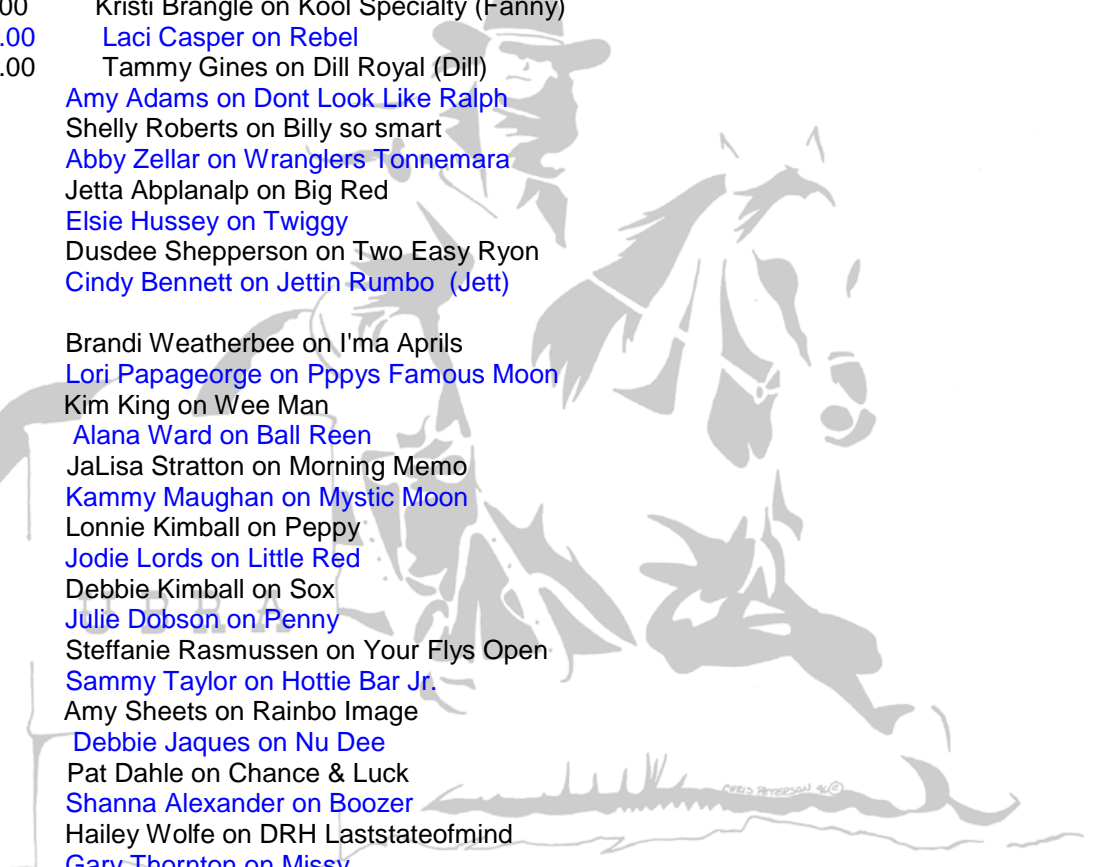 00 Kristi Brangle on Kool Specialty (Fanny)
.00 Laci Casper on Rebel
.00 Tammy Gines on Dill Royal (Dill)
Amy Adams on Dont Look Like Ralph
Shelly Roberts on Billy so smart
Abby Zellar on Wranglers Tonnemara
Jetta Abplanalp on Big Red
Elsie Hussey on Twiggy
Dusdee Shepperson on Two Easy Ryon
Cindy Bennett on Jettin Rumbo (Jett)
Brandi Weatherbee on I'ma Aprils
Lori Papageorge on Pppys Famous Moon
Kim King on Wee Man
Alana Ward on Ball Reen
JaLisa Stratton on Morning Memo
Kammy Maughan on Mystic Moon
Lonnie Kimball on Peppy
Jodie Lords on Little Red
Debbie Kimball on Sox
UBRA
Julie Dobson on Penny
Steffanie Rasmussen on Your Flys Open
Sammy Taylor on Hottie Bar Jr.
Amy Sheets on Rainbo Image
Debbie Jaques on Nu Dee
Pat Dahle on Chance & Luck
CHRIS PETERSON 96©
Shanna Alexander on Boozer
Hailey Wolfe on DRH Laststateofmind
Gary Thornton on Missy